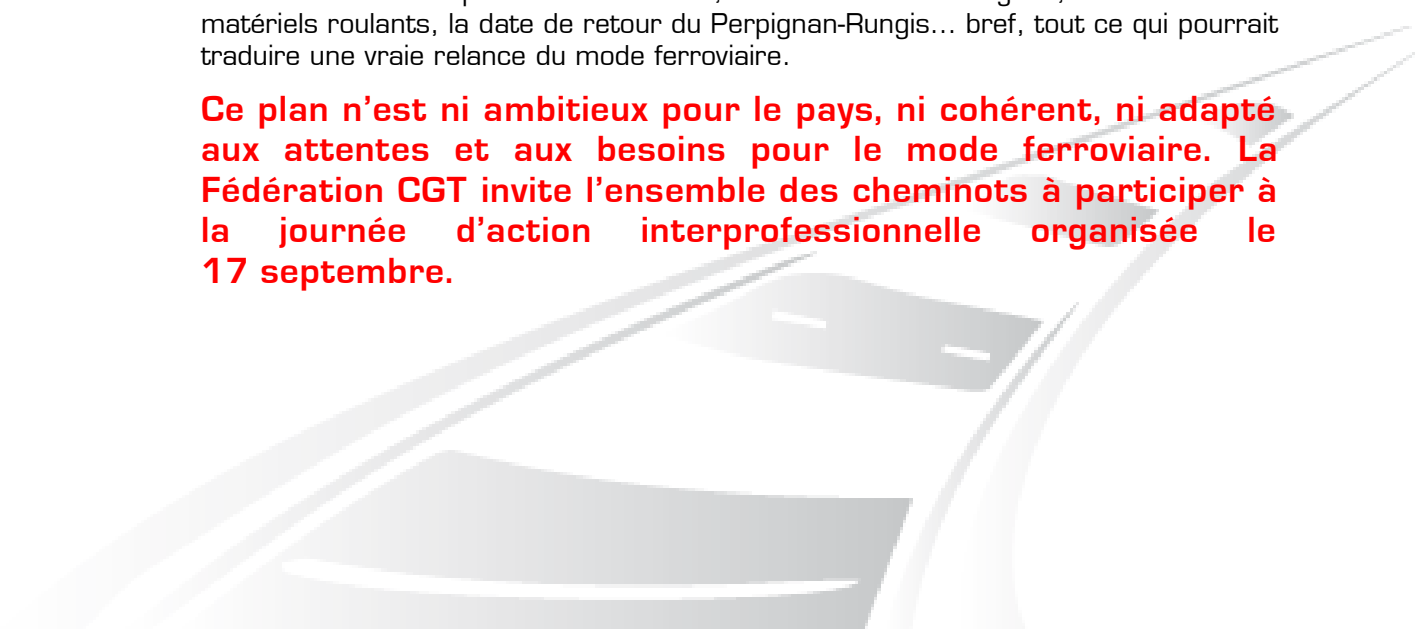 matériels roulants, la date de retour du Perpignan-Rungis… bref, tout ce qui pourrait
traduire une vraie relance du mode ferroviaire.
Ce plan n’est ni ambitieux pour le pays, ni cohérent, ni adapté
aux attentes et aux besoins pour le mode ferroviaire. La
Fédération CGT invite l’ensemble des cheminots à participer à
la journée d’action interprofessionnelle organisée le
17 septembre.